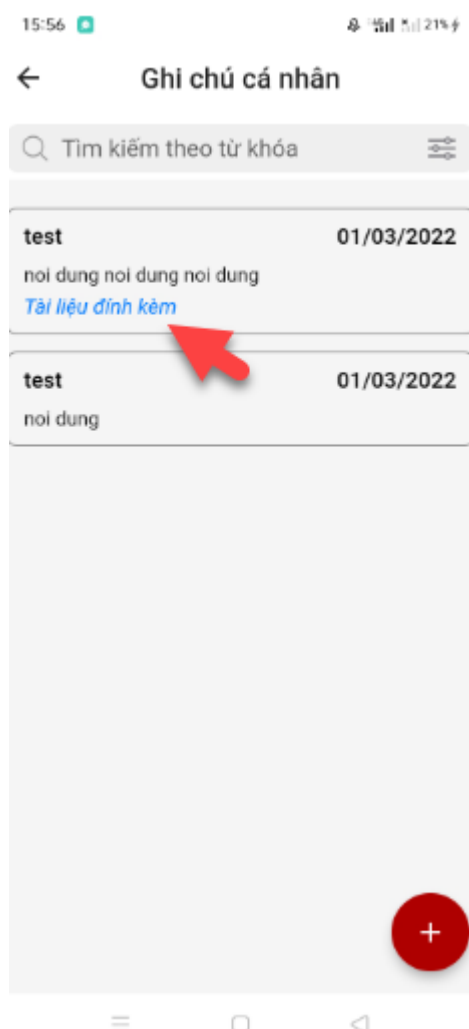 15:56 21%
Ghi chú cá nhân
Tìm kiếm theo từ khóa
test 01/03/2022
noi dung noi dung noi dung
Tài liệu đính kèm
test 01/03/2022
noi dung